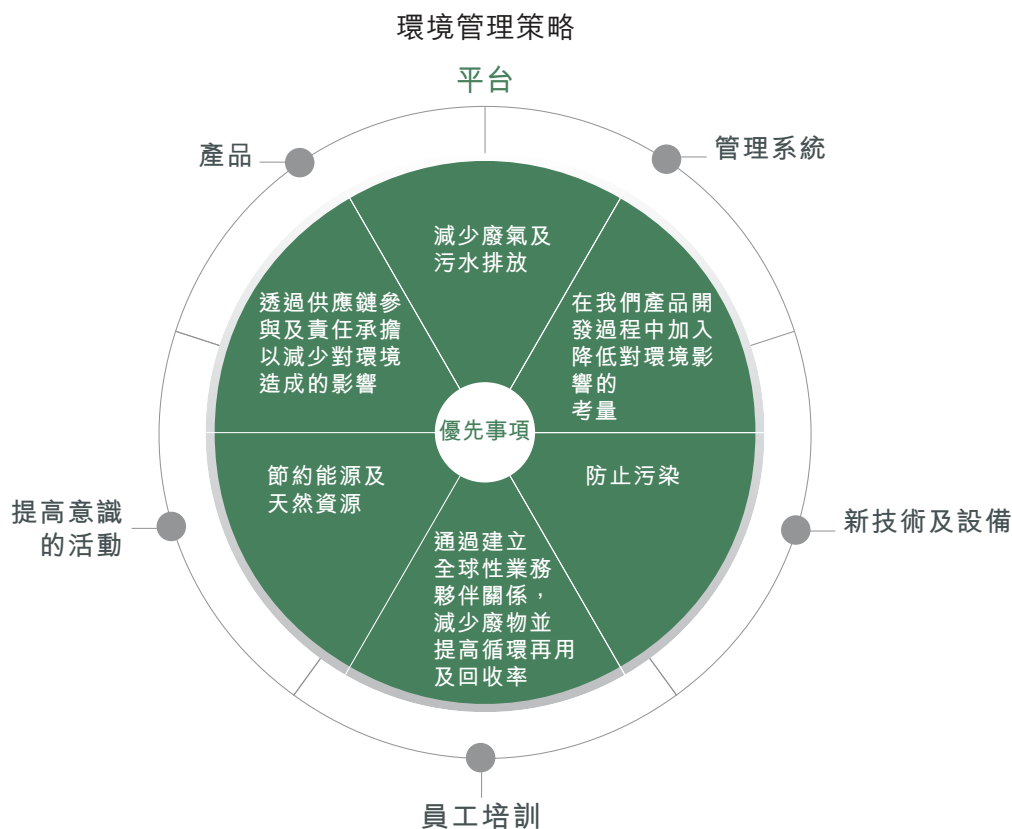 環境管理策略
平台
產品
管理系統
減少廢氣及
污水排放
透過供應鏈參
與及責任承擔
以減少對環境
造成的影響
在我們產品開
發過程中加入
降低對環境影
響的
考量
優先事項
節約能源及
天然資源
防止污染
通過建立
全球性業務
夥伴關係，
減少廢物並
提高循環再用
及回收率
提高意識
的活動
新技術及設備
員工培訓